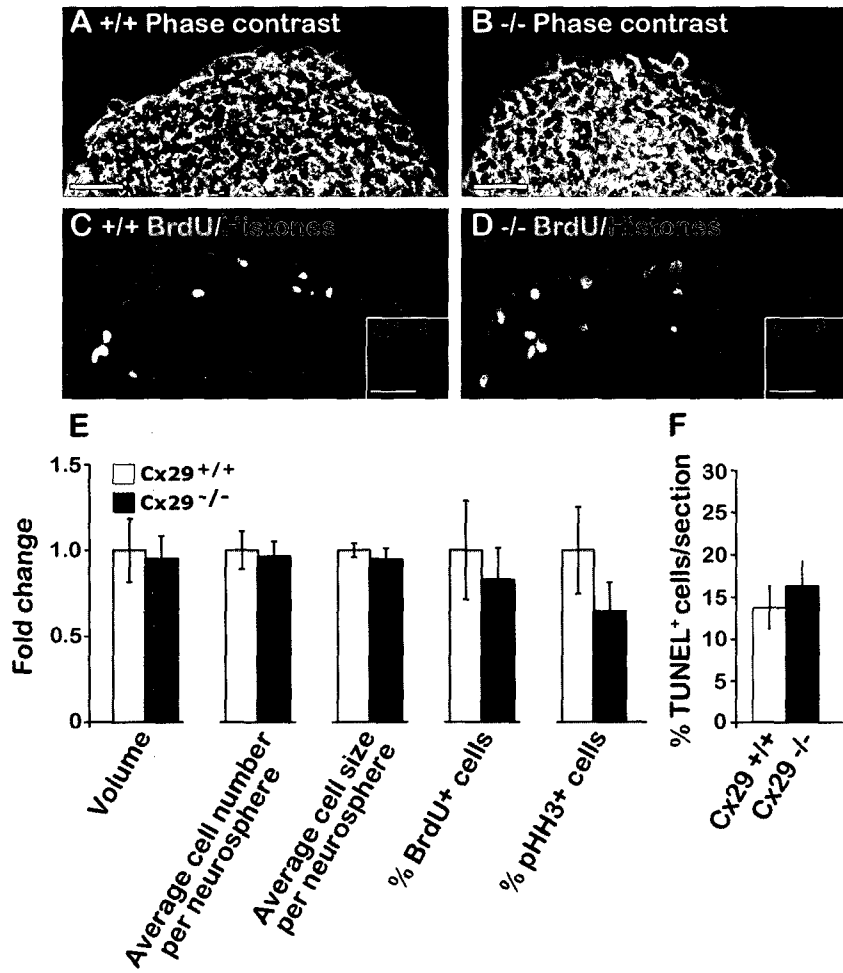 A +/+ Phase contrast
B -/- Phase contrast
C +/+ BrdU/Histones
D -/- BrdU/Histones
E
Cx29+/+
Cx29-/-
Fold change
1.5
1.0
0.5
0
Volume
Average cell number
per neurosphere
Average cell size
per neurosphere
% BrdU+ cells
% pHH3+ cells
F
% TUNEL+ cells/section
30
25
20
15
10
5
0
Cx29 +/+
Cx29 -/-